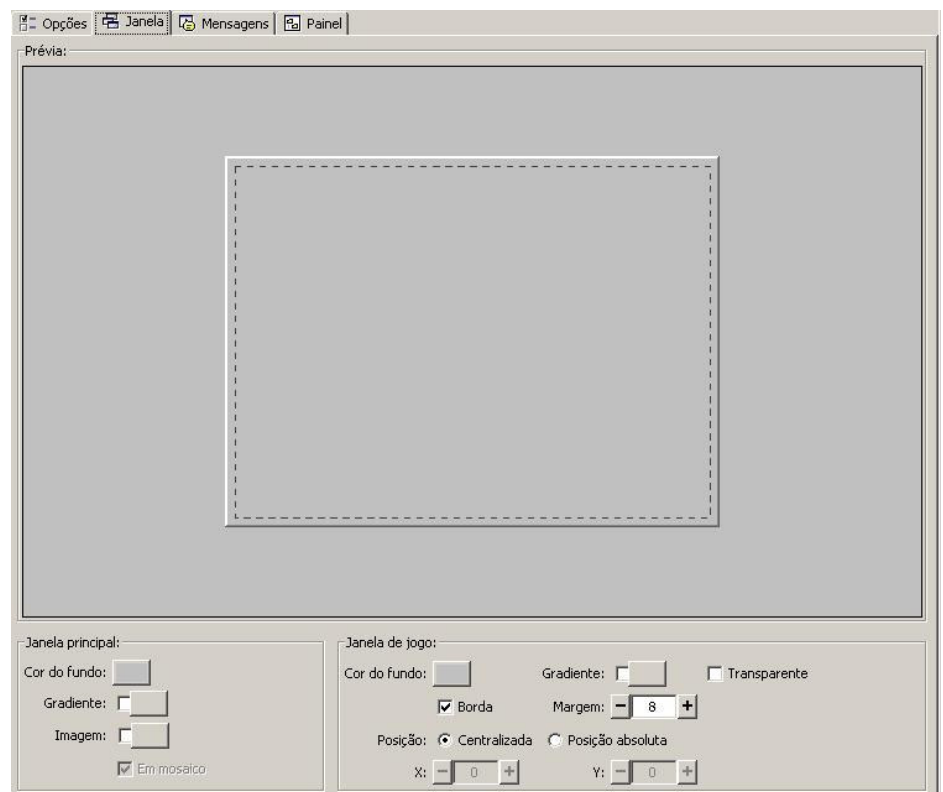 Opções Janela Mensagens Painel
Prévia:
Janela principal:
Cor do fundo:
Gradiente:
Imagem:
Em mosaico
Janela de jogo:
Cor do fundo: Gradiente: Transparente
Borda Margem: 8
Posição: Centralizada Posição absoluta
X: 0 Y: 0